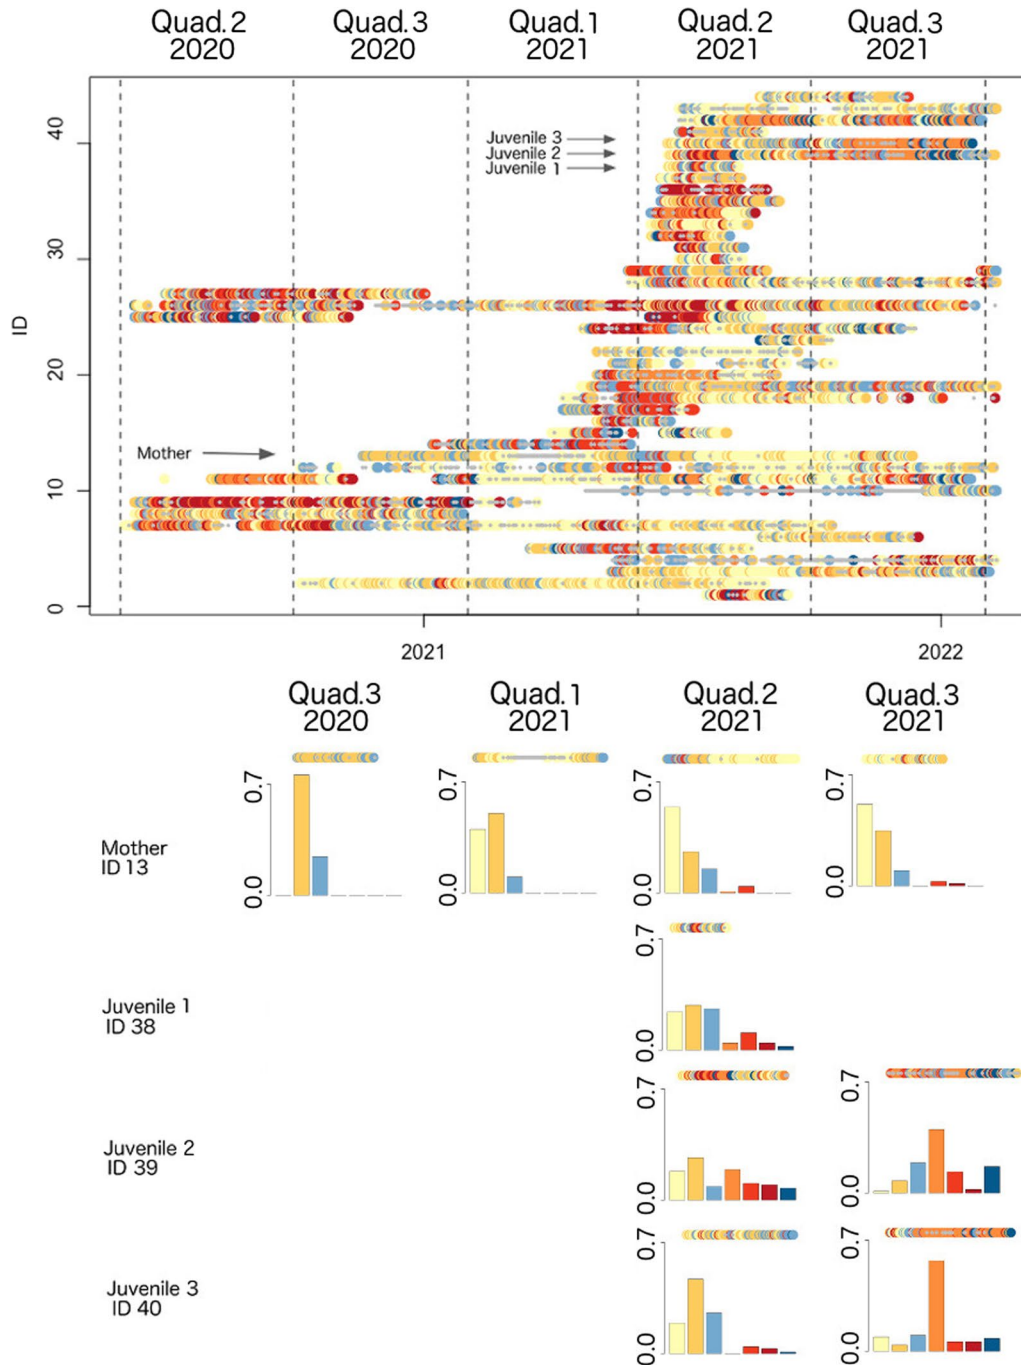 Quad.2 Quad.3 Quad.1 Quad.2 Quad.3
2020 2020 2021 2021 2021
40
Juvenile 3
Juvenile 2
Juvenile 1
30
ID
20
Mother
10
0
2021 2022
Quad.3 Quad.1 Quad.2 Quad.3
2020 2021 2021 2021
0.7 0.7 0.7 0.7
Mother
ID 13
0.0 0.0 0.0 0.0
0.7
Juvenile 1
ID 38
0.0
0.7 0.7
Juvenile 2
ID 39
0.0 0.0
0.7 0.7
Juvenile 3
ID 40
0.0 0.0